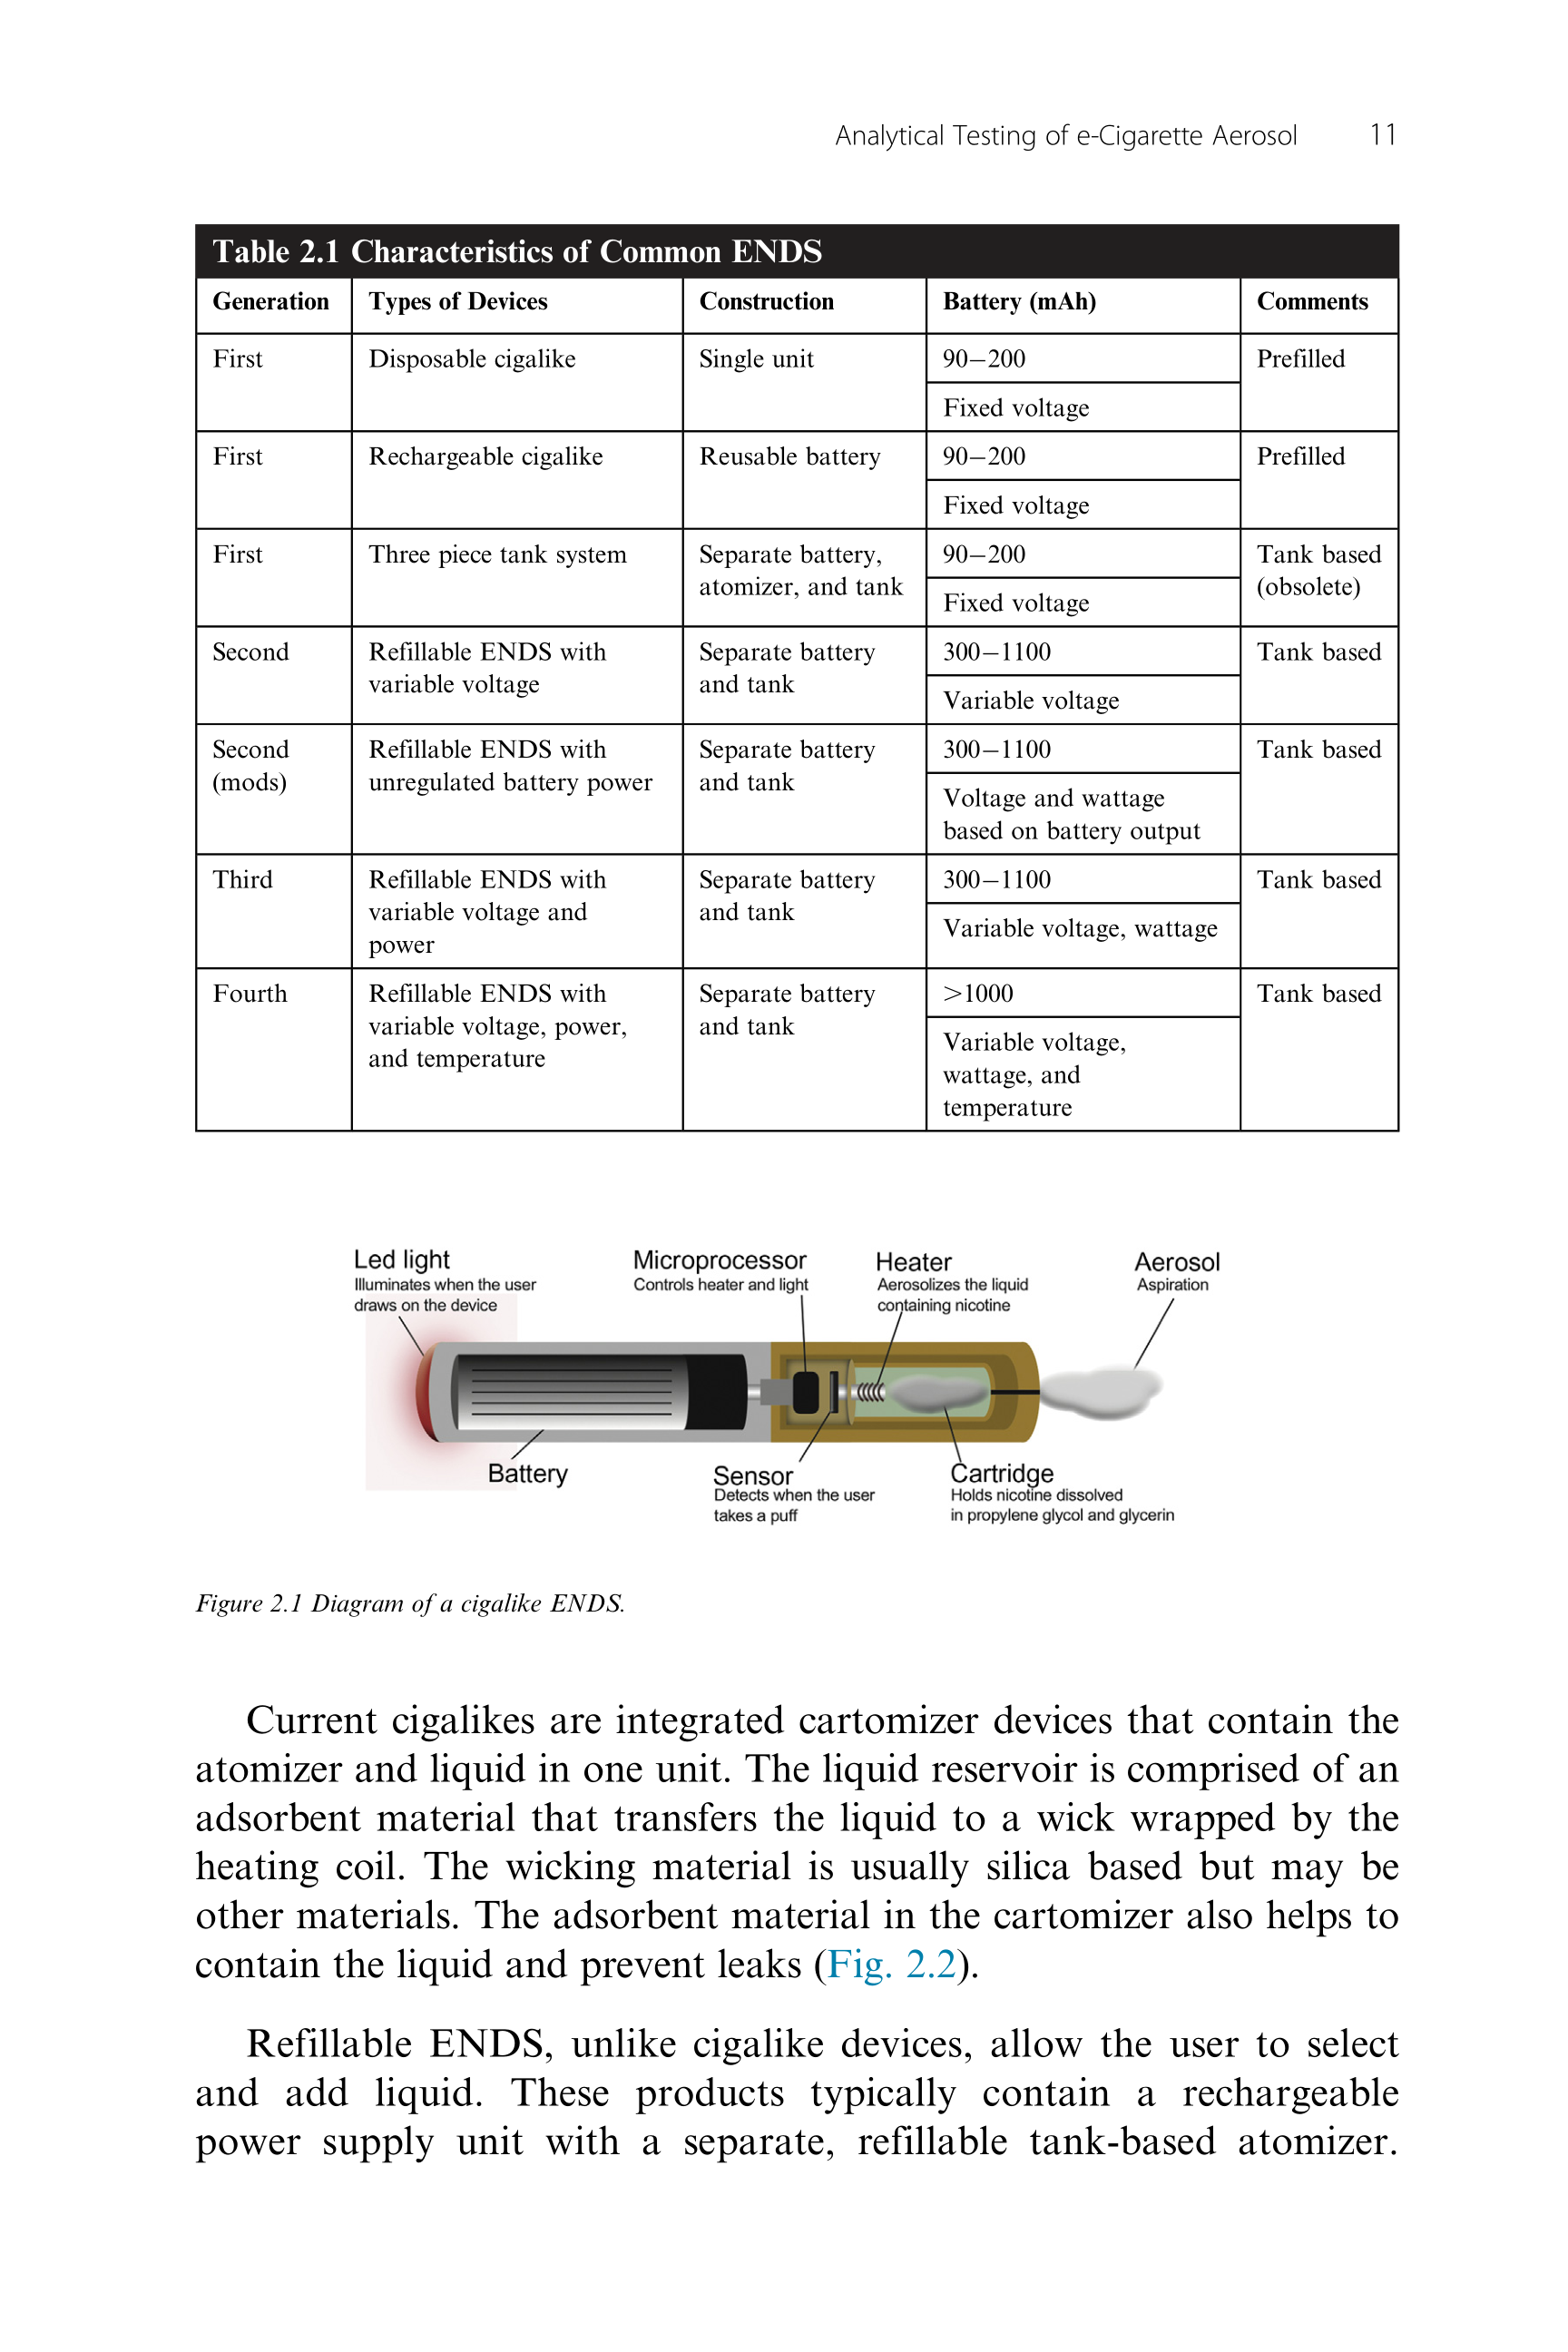 Analytical Testing of e-Cigarette Aerosol 11
Table 2.1 Characteristics of Common ENDS
Generation Types of Devices Construction Battery (mAh) Comments
First Disposable cigalike Single unit 90–200 Prefilled
Fixed voltage
First Rechargeable cigalike Reusable battery 90–200 Prefilled
Fixed voltage
First Three piece tank system Separate battery, 90–200 Tank based
atomizer, and tank (obsolete)
Fixed voltage
Second Refillable ENDS with Separate battery 300–1100 Tank based
variable voltage and tank
Variable voltage
Second Refillable ENDS with Separate battery 300–1100 Tank based
(mods) unregulated battery power and tank
Voltage and wattage
based on battery output
Third Refillable ENDS with Separate battery 300–1100 Tank based
variable voltage and and tank
Variable voltage, wattage
power
Fourth Refillable ENDS with Separate battery >1000 Tank based
variable voltage, power, and tank
Variable voltage,
and temperature
wattage, and
temperature
Led light Microprocessor Heater Aerosol
Illuminates when the user Controls heater and light Aerosolizes the liquid Aspiration
draws on the device containing nicotine
Battery Sensor Cartridge
Detects when the user Holds nicotine dissolved
takes a puff in propylene glycol and glycerin
Figure 2.1 Diagram of a cigalike ENDS.
Current cigalikes are integrated cartomizer devices that contain the
atomizer and liquid in one unit. The liquid reservoir is comprised of an
adsorbent material that transfers the liquid to a wick wrapped by the
heating coil. The wicking material is usually silica based but may be
other materials. The adsorbent material in the cartomizer also helps to
contain the liquid and prevent leaks (Fig. 2.2).
Refillable ENDS, unlike cigalike devices, allow the user to select
and add liquid. These products typically contain a rechargeable
power supply unit with a separate, refillable tank-based atomizer.